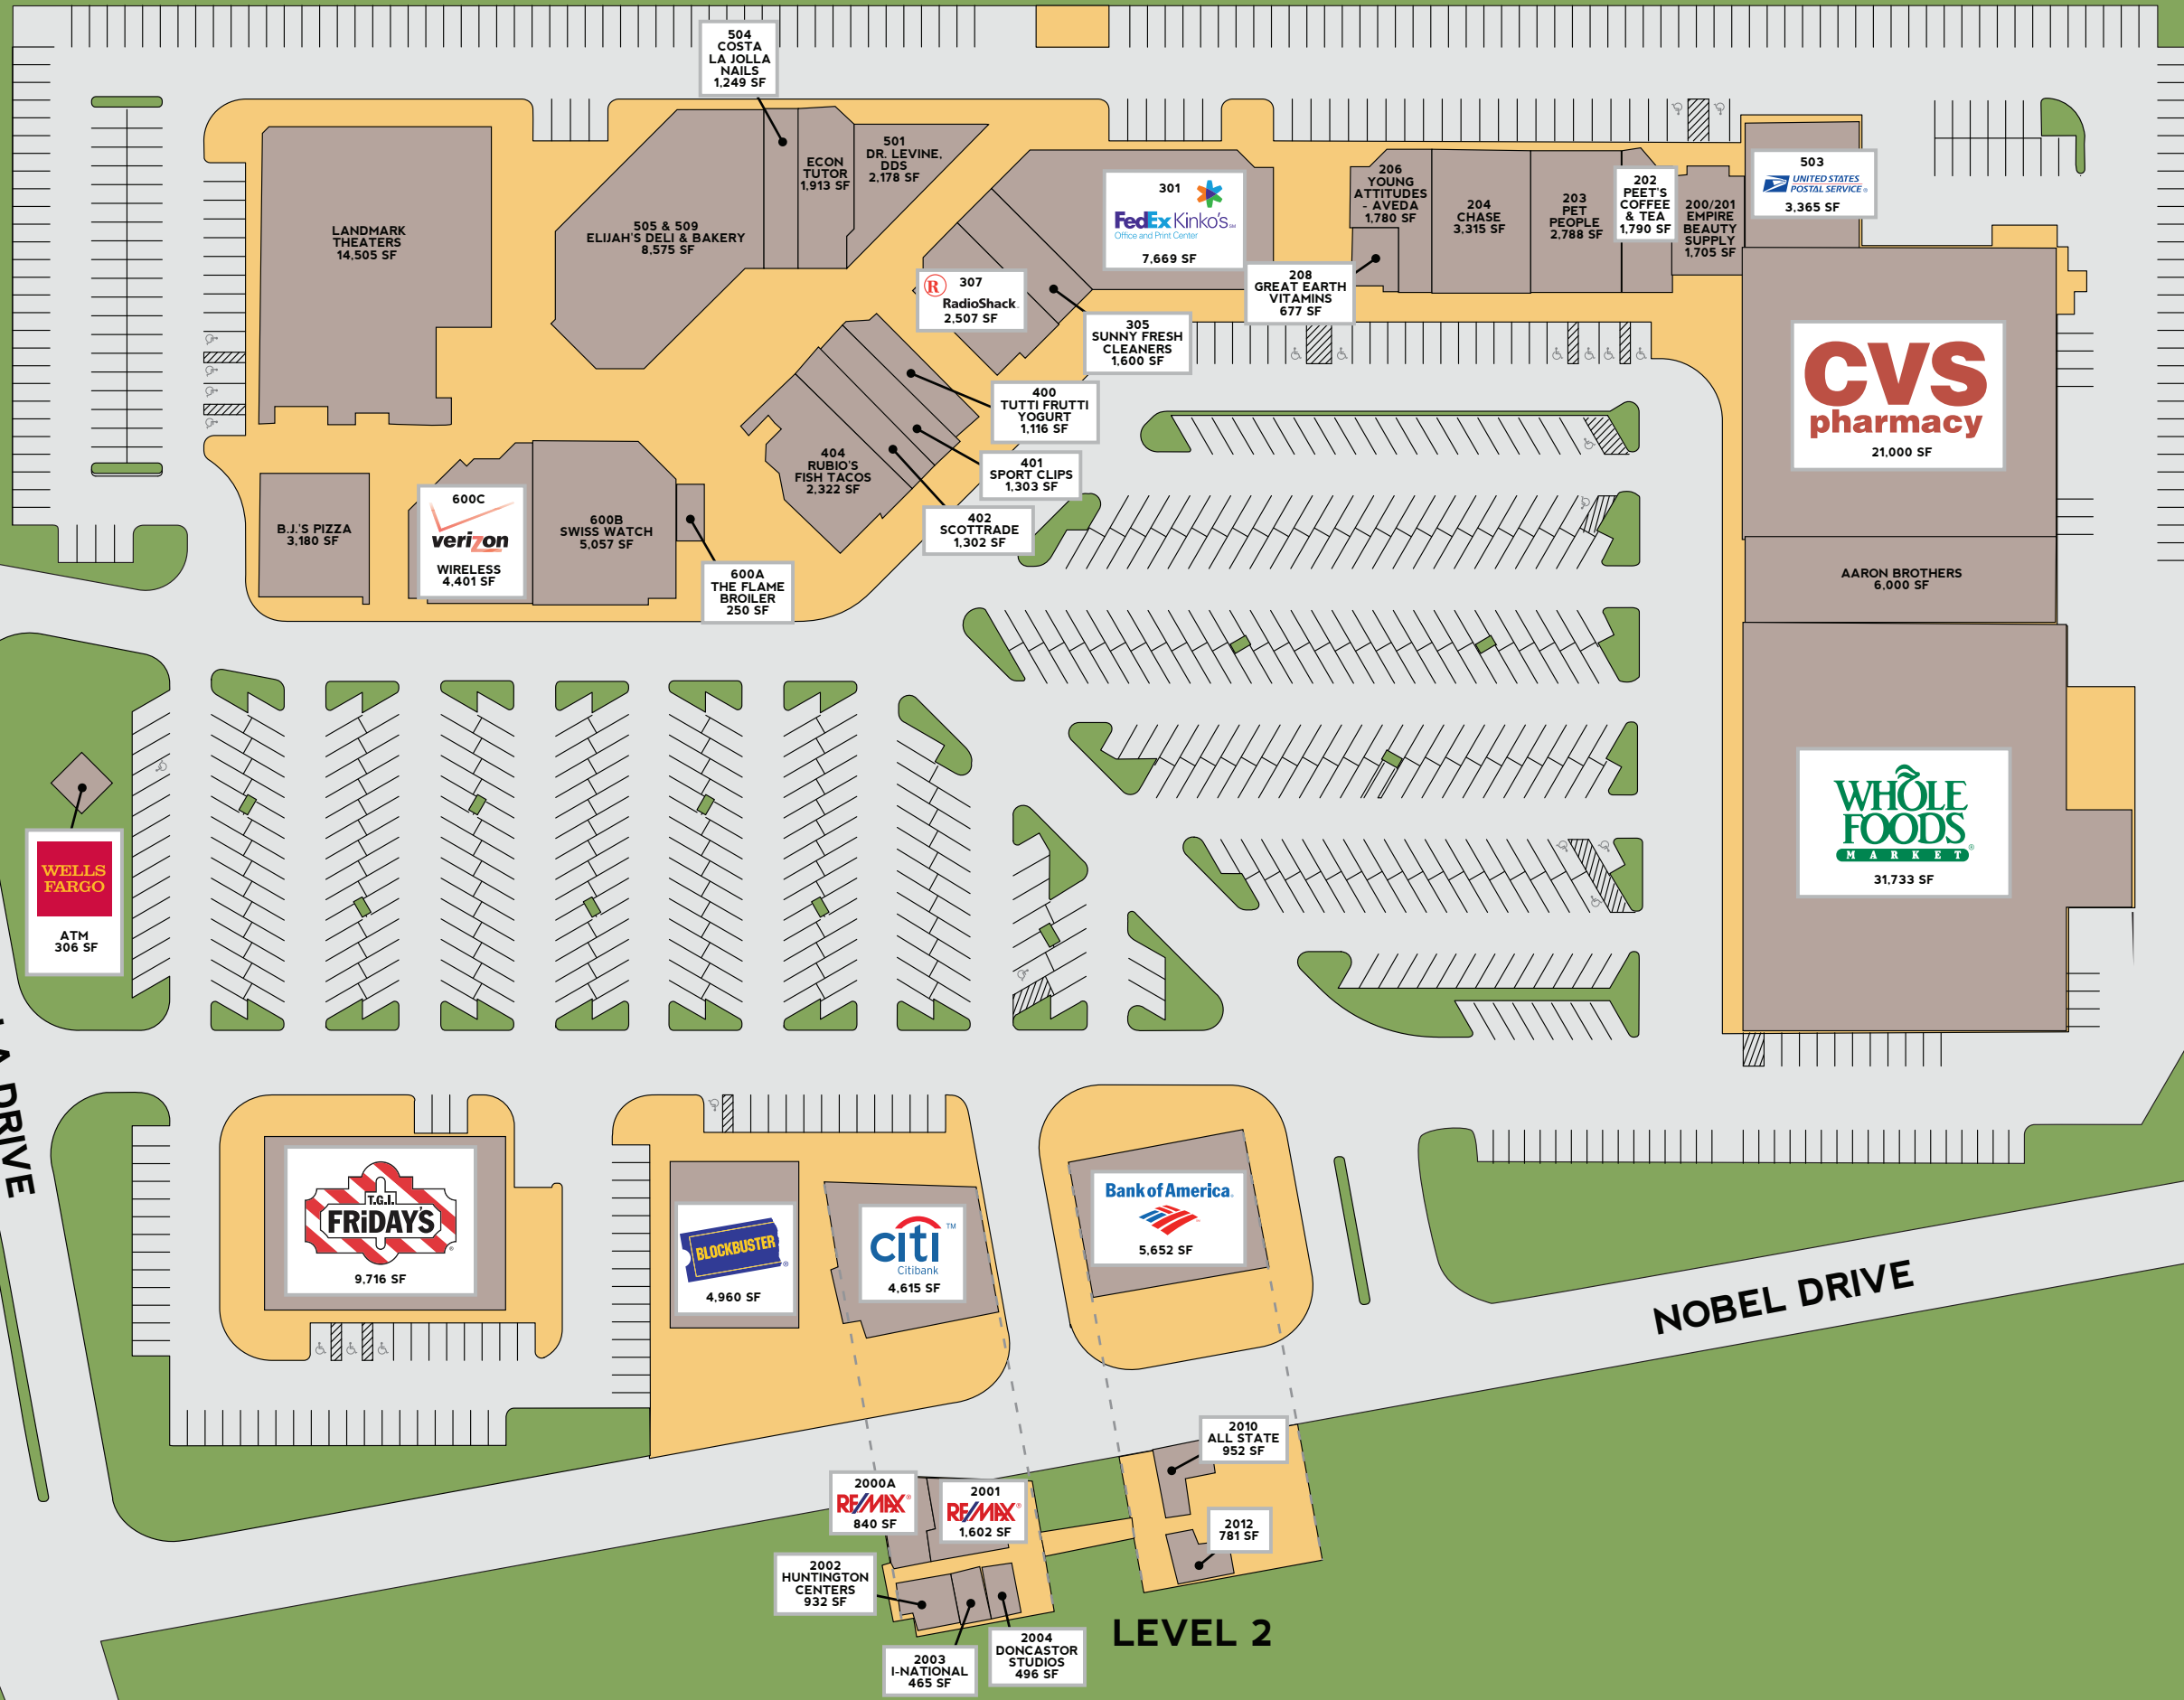 504
COSTA
LA JOLLA
NAILS
1,249 SF
LANDMARK
THEATERS
14,505 SF
505 & 509
ELIJAH'S DELI & BAKERY
8,575 SF
ECON
TUTOR
1,913 SF
501
DR. LEVINE,
DDS
2,178 SF
301
FedEx Kinko's SM
Office and Print Center
7,669 SF
206
YOUNG
ATTITUDES
- AVEDA
1,780 SF
204
CHASE
3,315 SF
203
PET
PEOPLE
2,788 SF
202
PEET'S
COFFEE
& TEA
1,790 SF
200/201
EMPIRE
BEAUTY
SUPPLY
1,705 SF
503
UNITED STATES
POSTAL SERVICE®
3,365 SF
208
GREAT EARTH
VITAMINS
677 SF
R
307
RadioShack.
2,507 SF
305
SUNNY FRESH
CLEANERS
1,600 SF
400
TUTTI FRUTTI
YOGURT
1,116 SF
401
SPORT CLIPS
1,303 SF
402
SCOTTRADE
1,302 SF
404
RUBIO'S
FISH TACOS
2,322 SF
CVS
pharmacy
21,000 SF
B.J.'S PIZZA
3,180 SF
600C
verizon
WIRELESS
4,401 SF
600B
SWISS WATCH
5,057 SF
600A
THE FLAME
BROILER
250 SF
AARON BROTHERS
6,000 SF
WELLS
FARGO
ATM
306 SF
WHOLE
FOODS
MARKET®
31,733 SF
A DRIVE
T.G.I.
FRiDAY'S®
9,716 SF
BLOCKBUSTER®
4,960 SF
citi™
Citibank
4,615 SF
Bank of America.
5,652 SF
NOBEL DRIVE
2010
ALL STATE
952 SF
2000A
RE/MAX®
840 SF
2001
RE/MAX®
1,602 SF
2012
781 SF
2002
HUNTINGTON
CENTERS
932 SF
2003
I-NATIONAL
465 SF
2004
DONCASTOR
STUDIOS
496 SF
LEVEL 2